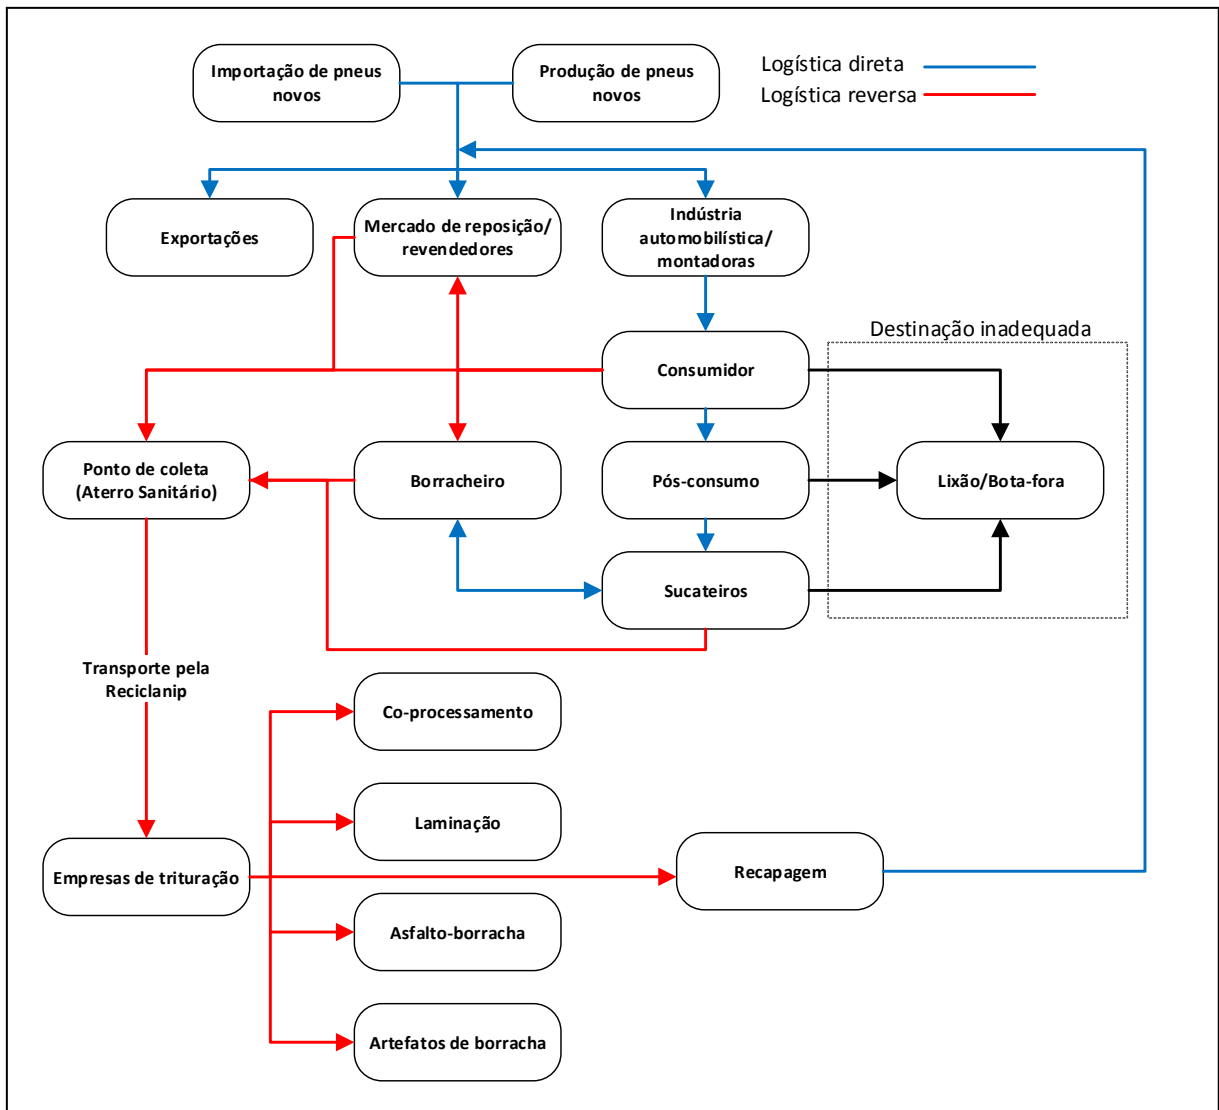 Importação de pneus
novos
Produção de pneus
novos
Logística direta
Logística reversa
Exportações
Mercado de reposição/
revendedores
Indústria
automobilística/
montadoras
Destinação inadequada
Consumidor
Ponto de coleta
(Aterro Sanitário)
Borracheiro
Pós-consumo
Lixão/Bota-fora
Sucateiros
Transporte pela
Reciclanip
Co-processamento
Laminação
Empresas de trituração
Recapagem
Asfalto-borracha
Artefatos de borracha